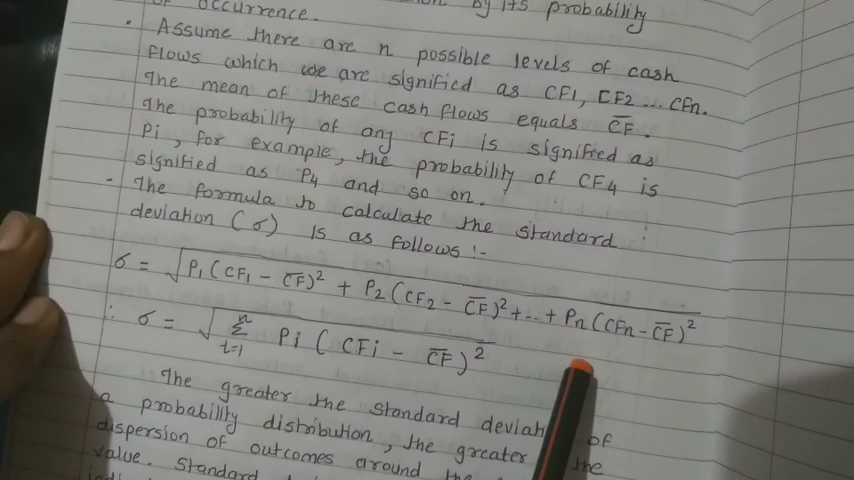 occurrence. by its probability
• Assume there are n possible levels of cash
flows which we are signified as CF1, CF2 ... CFn.
The mean of these cash flows equals C̅F̅.
The probability of any CFi is signified as
Pi, for example, the probability of CF4 is
signified as P4 and so on.
- The formula to calculate the standard
deviation (σ) is as follows :-
σ = √P₁(CF₁ - C̅F̅)² + P₂(CF₂ - C̅F̅)² + .. + Pn(CFn - C̅F̅)²
∴ σ = √ n Σ t=1 Pi (CFi - C̅F̅)²
The greater the standard deviat of
a probability distribution, the greater the
dispersion of outcomes around the
value. Standard